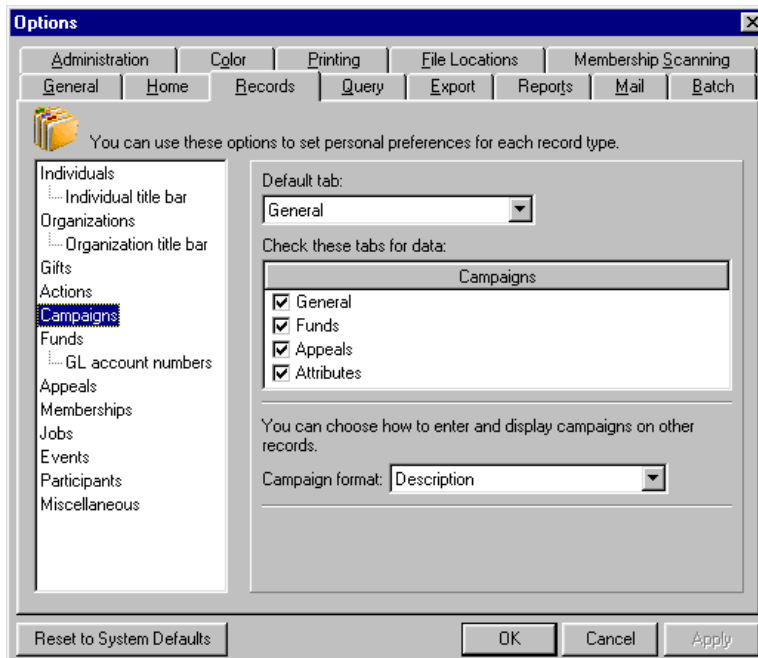 Options
Administration Color Printing File Locations Membership Scanning
General Home Records Query Export Reports Mail Batch
You can use these options to set personal preferences for each record type.
Individuals
Individual title bar
Organizations
Organization title bar
Gifts
Actions
Campaigns
Funds
GL account numbers
Appeals
Memberships
Jobs
Events
Participants
Miscellaneous
Default tab:
General
Check these tabs for data:
Campaigns
General
Funds
Appeals
Attributes
You can choose how to enter and display campaigns on other
records.
Campaign format: Description
Reset to System Defaults OK Cancel Apply